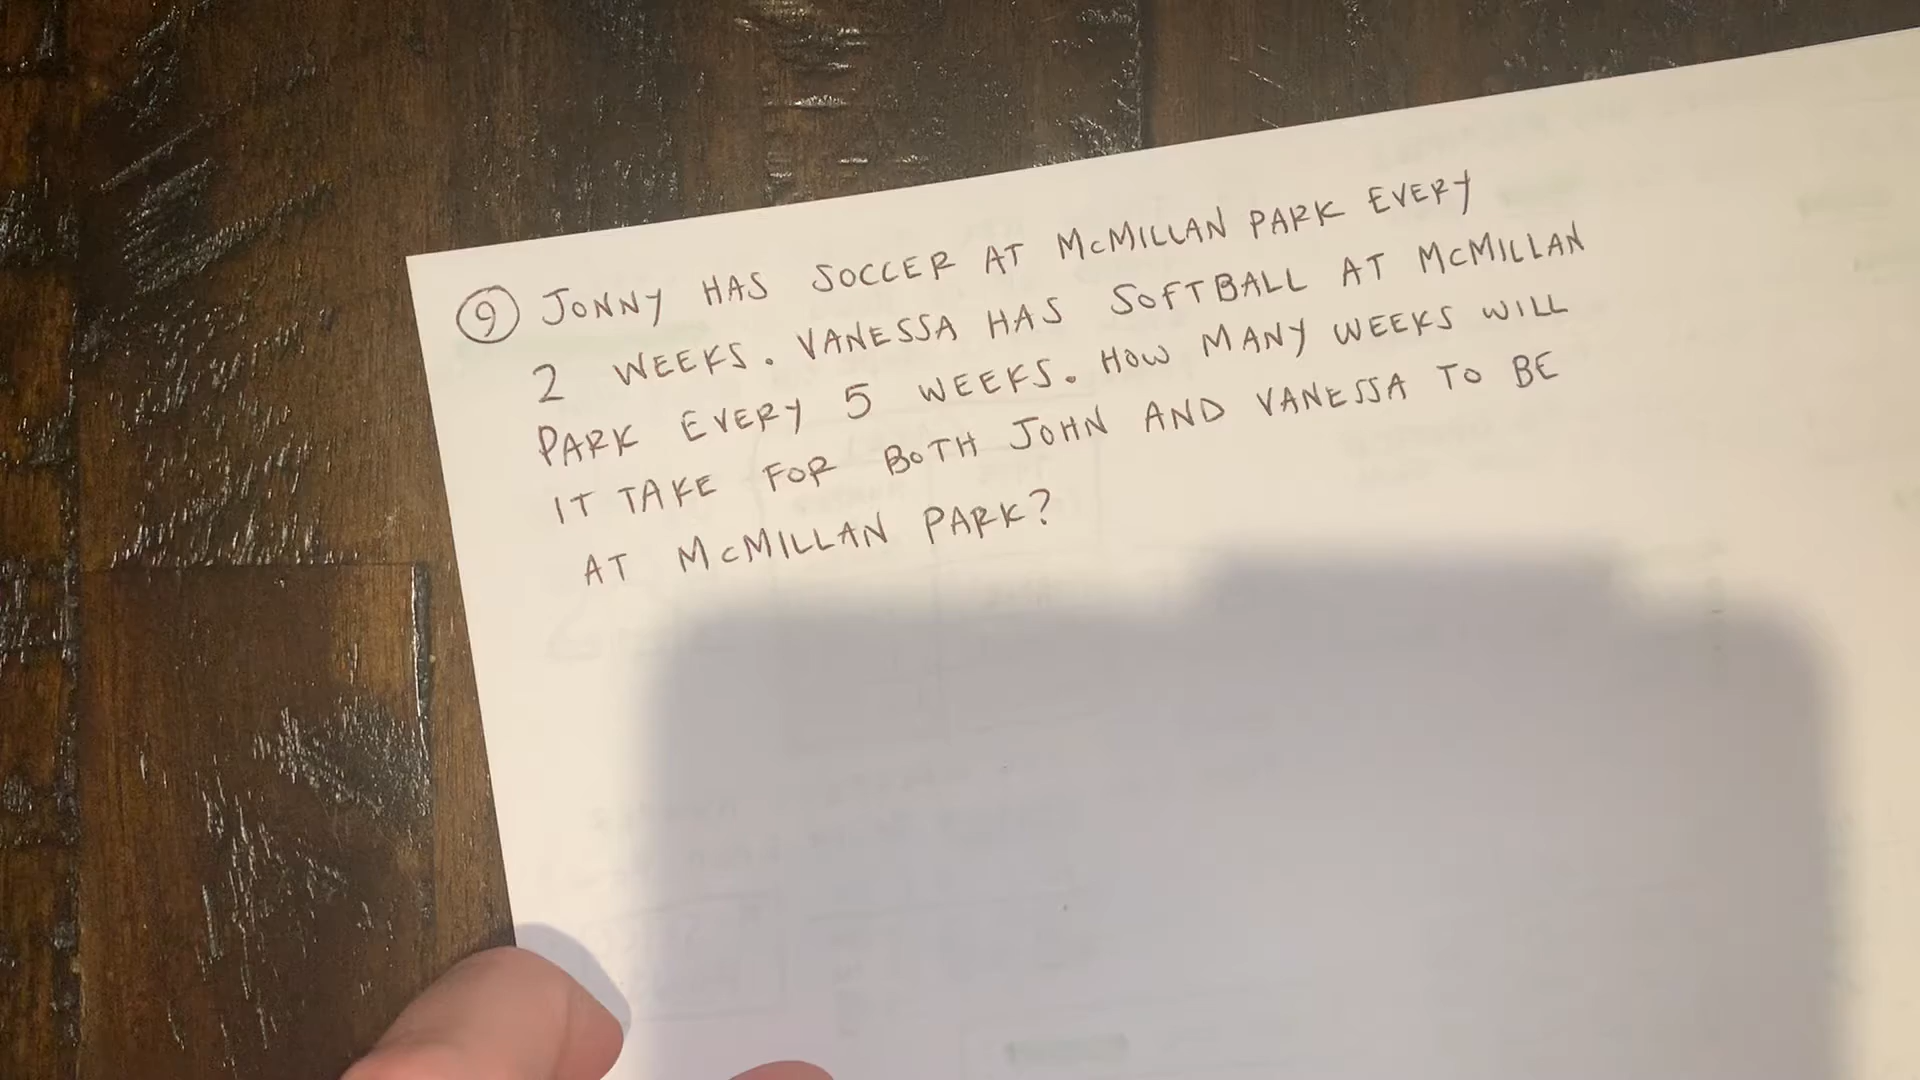 9 JONNY HAS SOCCER AT McMILLAN PARK EVERY
2 WEEKS. VANESSA HAS SOFTBALL AT McMILLAN
PARK EVERY 5 WEEKS. HOW MANY WEEKS WILL
IT TAKE FOR BOTH JOHN AND VANESSA TO BE
AT McMILLAN PARK?